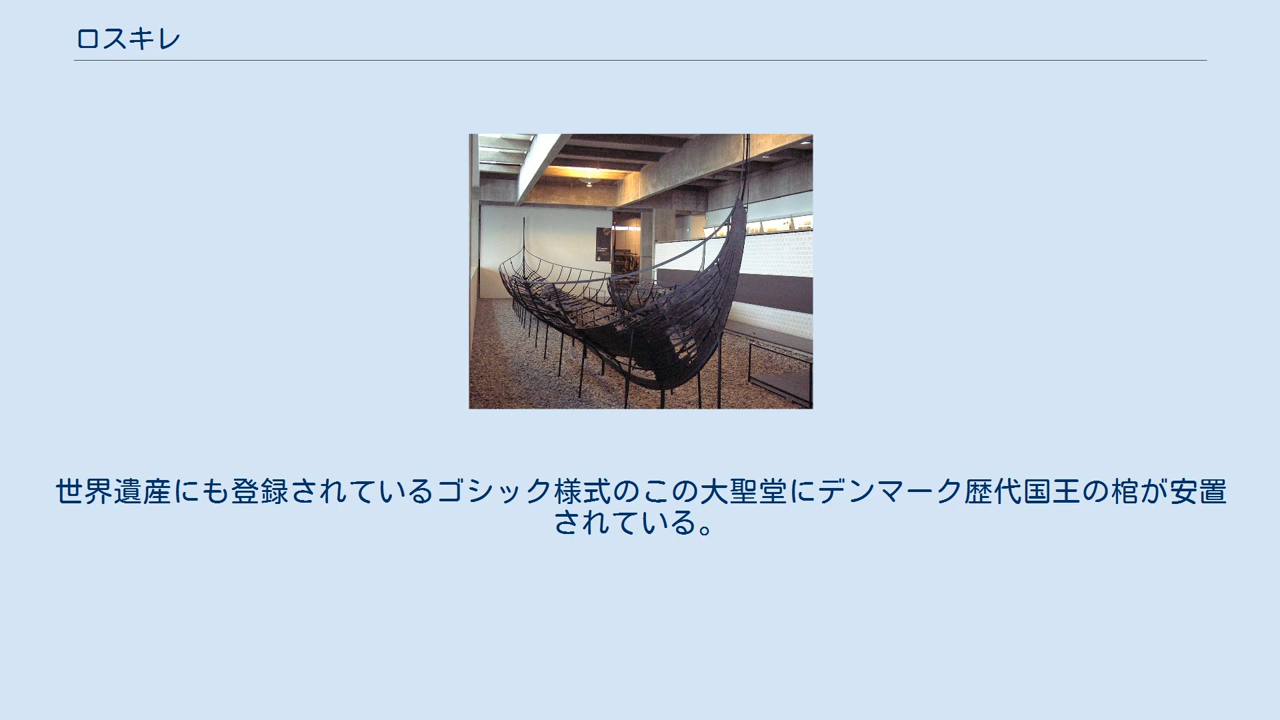 ロスキレ
世界遺産にも登録されているゴシック様式のこの大聖堂にデンマーク歴代国王の棺が安置
されている。